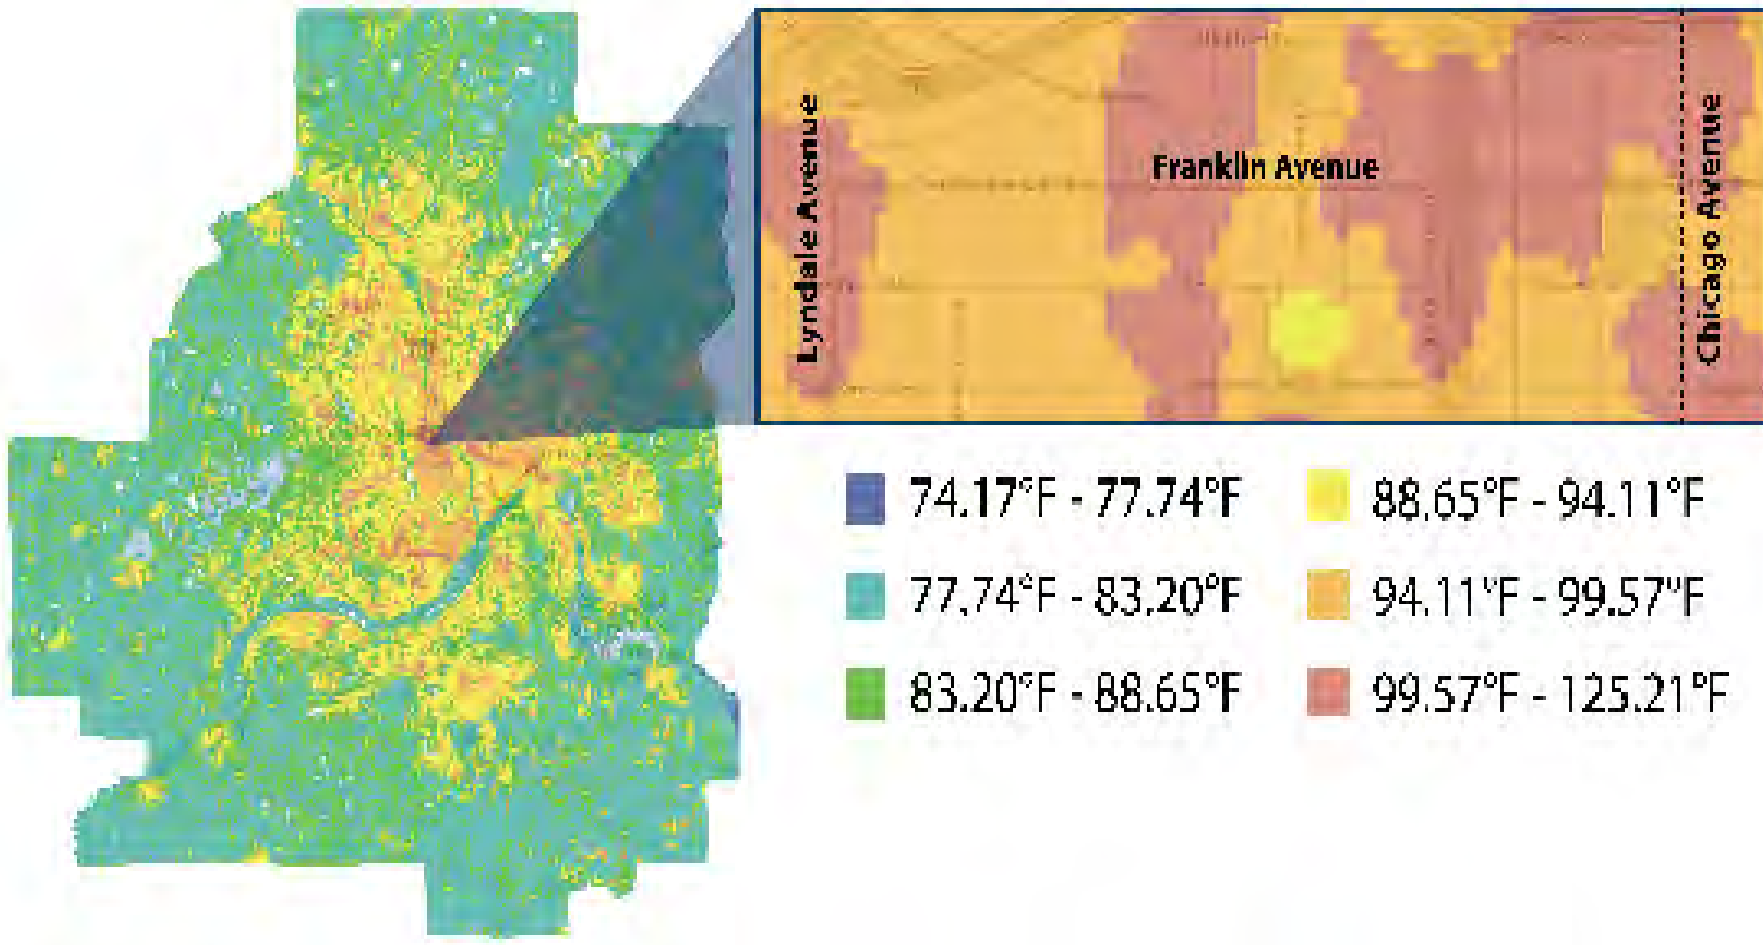 Lyndale Avenue
Franklin Avenue
Chicago Avenue
74.17°F - 77.74°F
77.74°F - 83.20°F
83.20°F - 88.65°F
88.65°F - 94.11°F
94.11°F - 99.57°F
99.57°F - 125.21°F